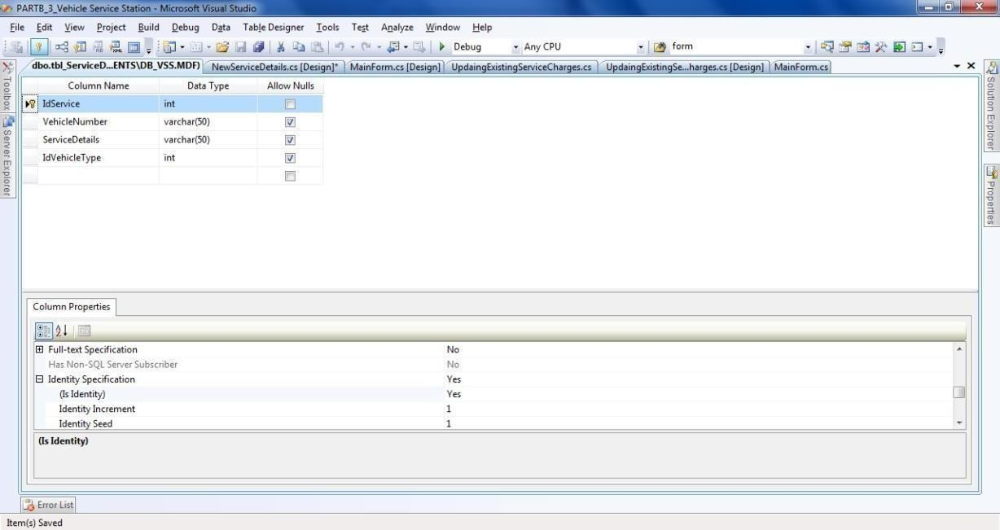 PARTB_3_Vehicle Service Station - Microsoft Visual Studio
File Edit View Project Build Debug Data Table Designer Tools Test Analyze Window Help
Debug Any CPU form
dbo.tbl_ServiceD...ENTS\DB_VSS.MDF) NewServiceDetails.cs [Design]* MainForm.cs [Design] UpdaingExistingServiceCharges.cs UpdaingExistingSe...harges.cs [Design] MainForm.cs
Toolbox
Server Explorer
Column Name Data Type Allow Nulls
IdService int
VehicleNumber varchar(50)
ServiceDetails varchar(50)
IdVehicleType int
Solution Explorer
Properties
Column Properties
Full-text Specification No
Has Non-SQL Server Subscriber No
Identity Specification Yes
(Is Identity) Yes
Identity Increment 1
Identity Seed 1
(Is Identity)
Error List
Item(s) Saved